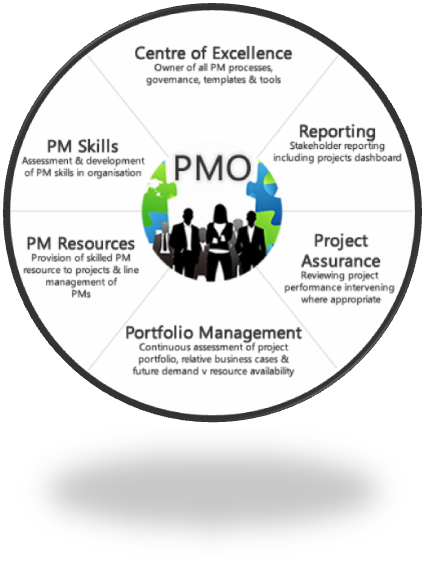 Centre of Excellence
Owner of all PM processes,
governance, templates & tools
Reporting
Stakeholder reporting
including projects dashboard
PM Skills
Assessment & development
of PM skills in organisation
PMO
PM Resources
Provision of skilled PM
resource to projects & line
management of
PMs
Project
Assurance
Reviewing project
performance intervening
where appropriate
Portfolio Management
Continuous assessment of project
portfolio, relative business cases &
future demand v resource availability